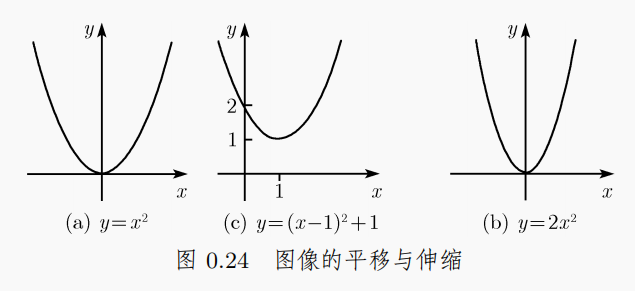 y
x
(a) y=x²
y
2
1
1
x
(c) y=(x−1)²+1
y
x
(b) y=2x²
图 0.24 图像的平移与伸缩